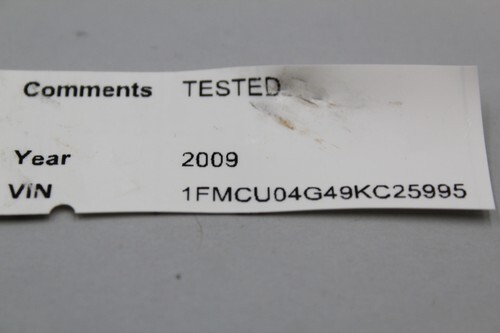 Comments TESTED
Year 2009
VIN 1FMCU04G49KC25995